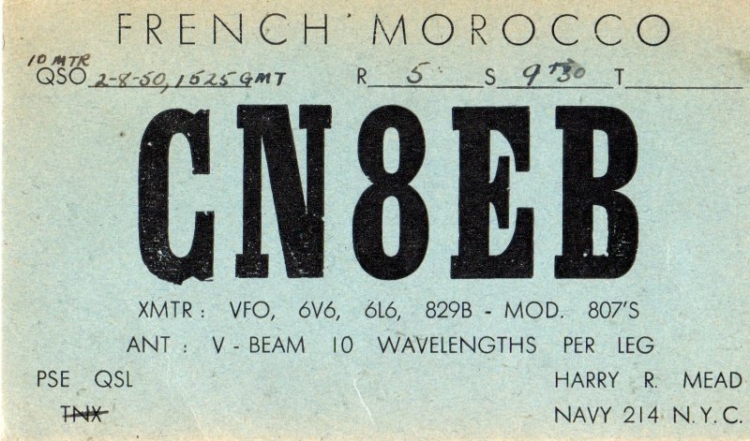 FRENCH MOROCCO
10 MTR
QSO 2-8-50, 1525 GMT R 5 S 9+30 T
CN8EB
XMTR: VFO, 6V6, 6L6, 829B - MOD. 807'S
ANT: V-BEAM 10 WAVELENGTHS PER LEG
PSE QSL HARRY R. MEAD
TNX NAVY 214 N.Y.C.